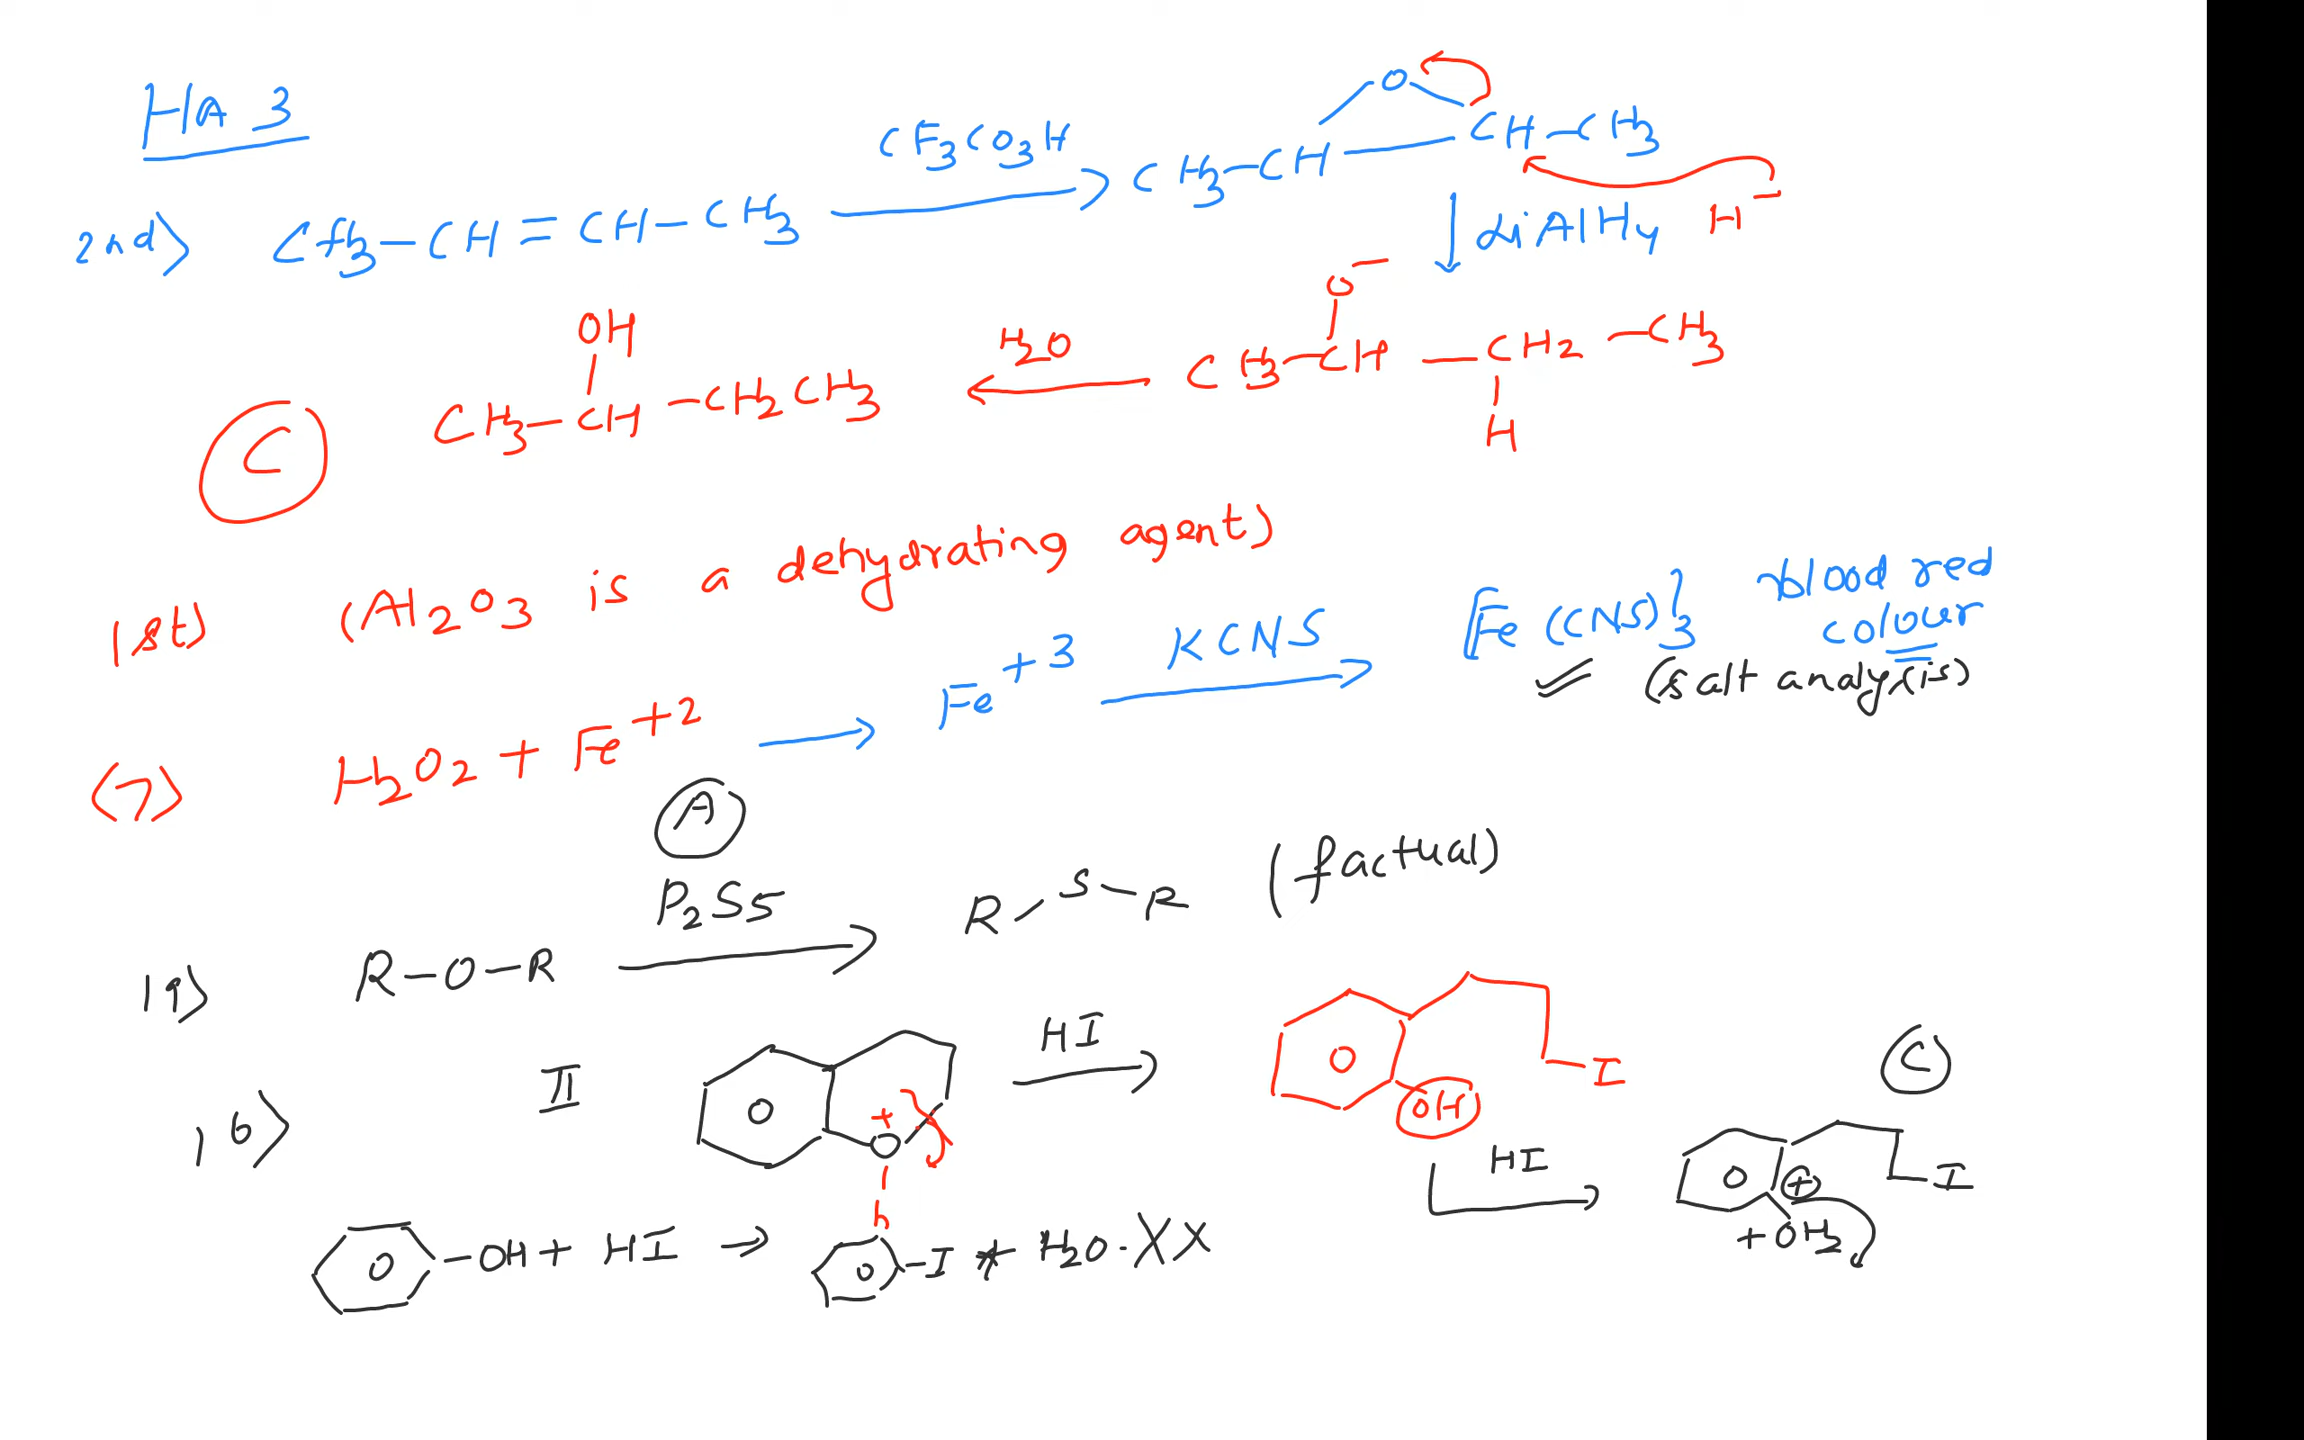 HA 3
2nd) CH3-CH=CH-CH3 CF3CO3H → CH3-CH-CH-CH3
O
↓ LiAlH4 H⁻
O⁻
CH3-CH-CH2-CH3
H
H2O ←
OH
C CH3-CH-CH2CH3
1st) (Al2O3 is a dehydrating agent)
(7) H2O2 + Fe+2 → Fe+3 KCNS → [Fe(CNS)3] blood red
colour
(salt analysis)
A
19) R-O-R P2S5 → R-S-R (factual)
16) II O O + h HI → O OH I C
HI O + I
+OH2
O -OH + HI → O -I + H2O . XX